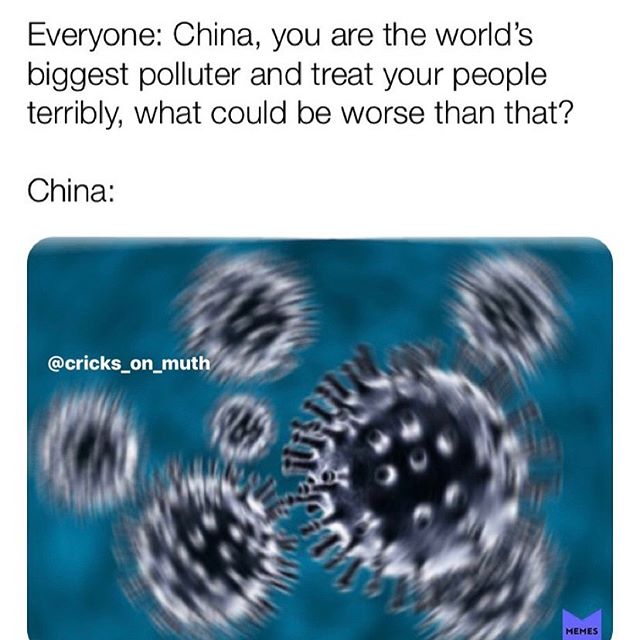 Everyone: China, you are the world’s
biggest polluter and treat your people
terribly, what could be worse than that?
China:
@cricks_on_muth
MEMES